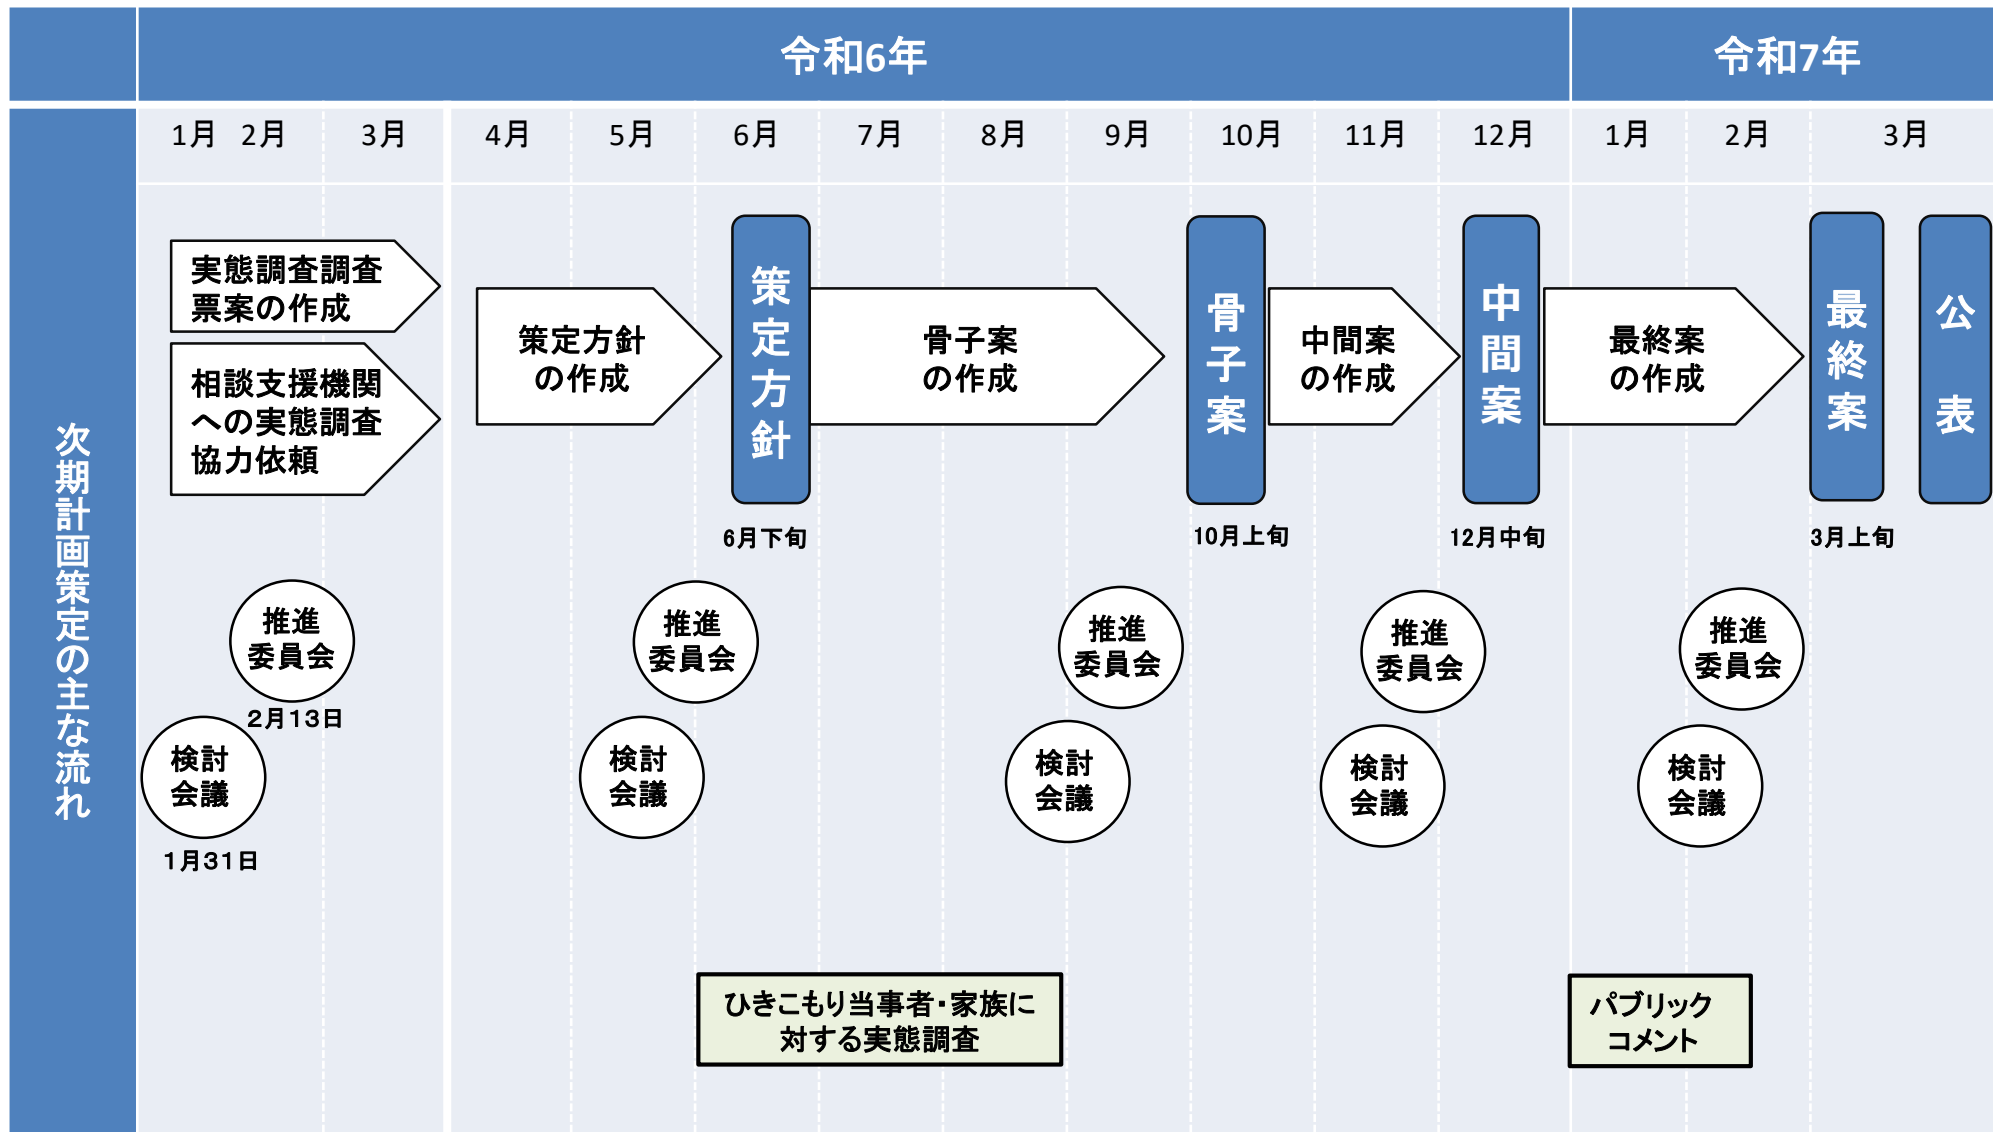 令和6年
令和7年
1月
2月
3月
4月
5月
6月
7月
8月
9月
10月
11月
12月
1月
2月
3月
次期計画策定の主な流れ
実態調査調査
票案の作成
相談支援機関
への実態調査
協力依頼
策定方針
の作成
策定方針
6月下旬
骨子案
の作成
骨子案
10月上旬
中間案
の作成
中間案
12月中旬
最終案
の作成
最終案
3月上旬
公表
推進
委員会
2月13日
推進
委員会
推進
委員会
推進
委員会
推進
委員会
検討
会議
1月31日
検討
会議
検討
会議
検討
会議
検討
会議
ひきこもり当事者・家族に
対する実態調査
パブリック
コメント